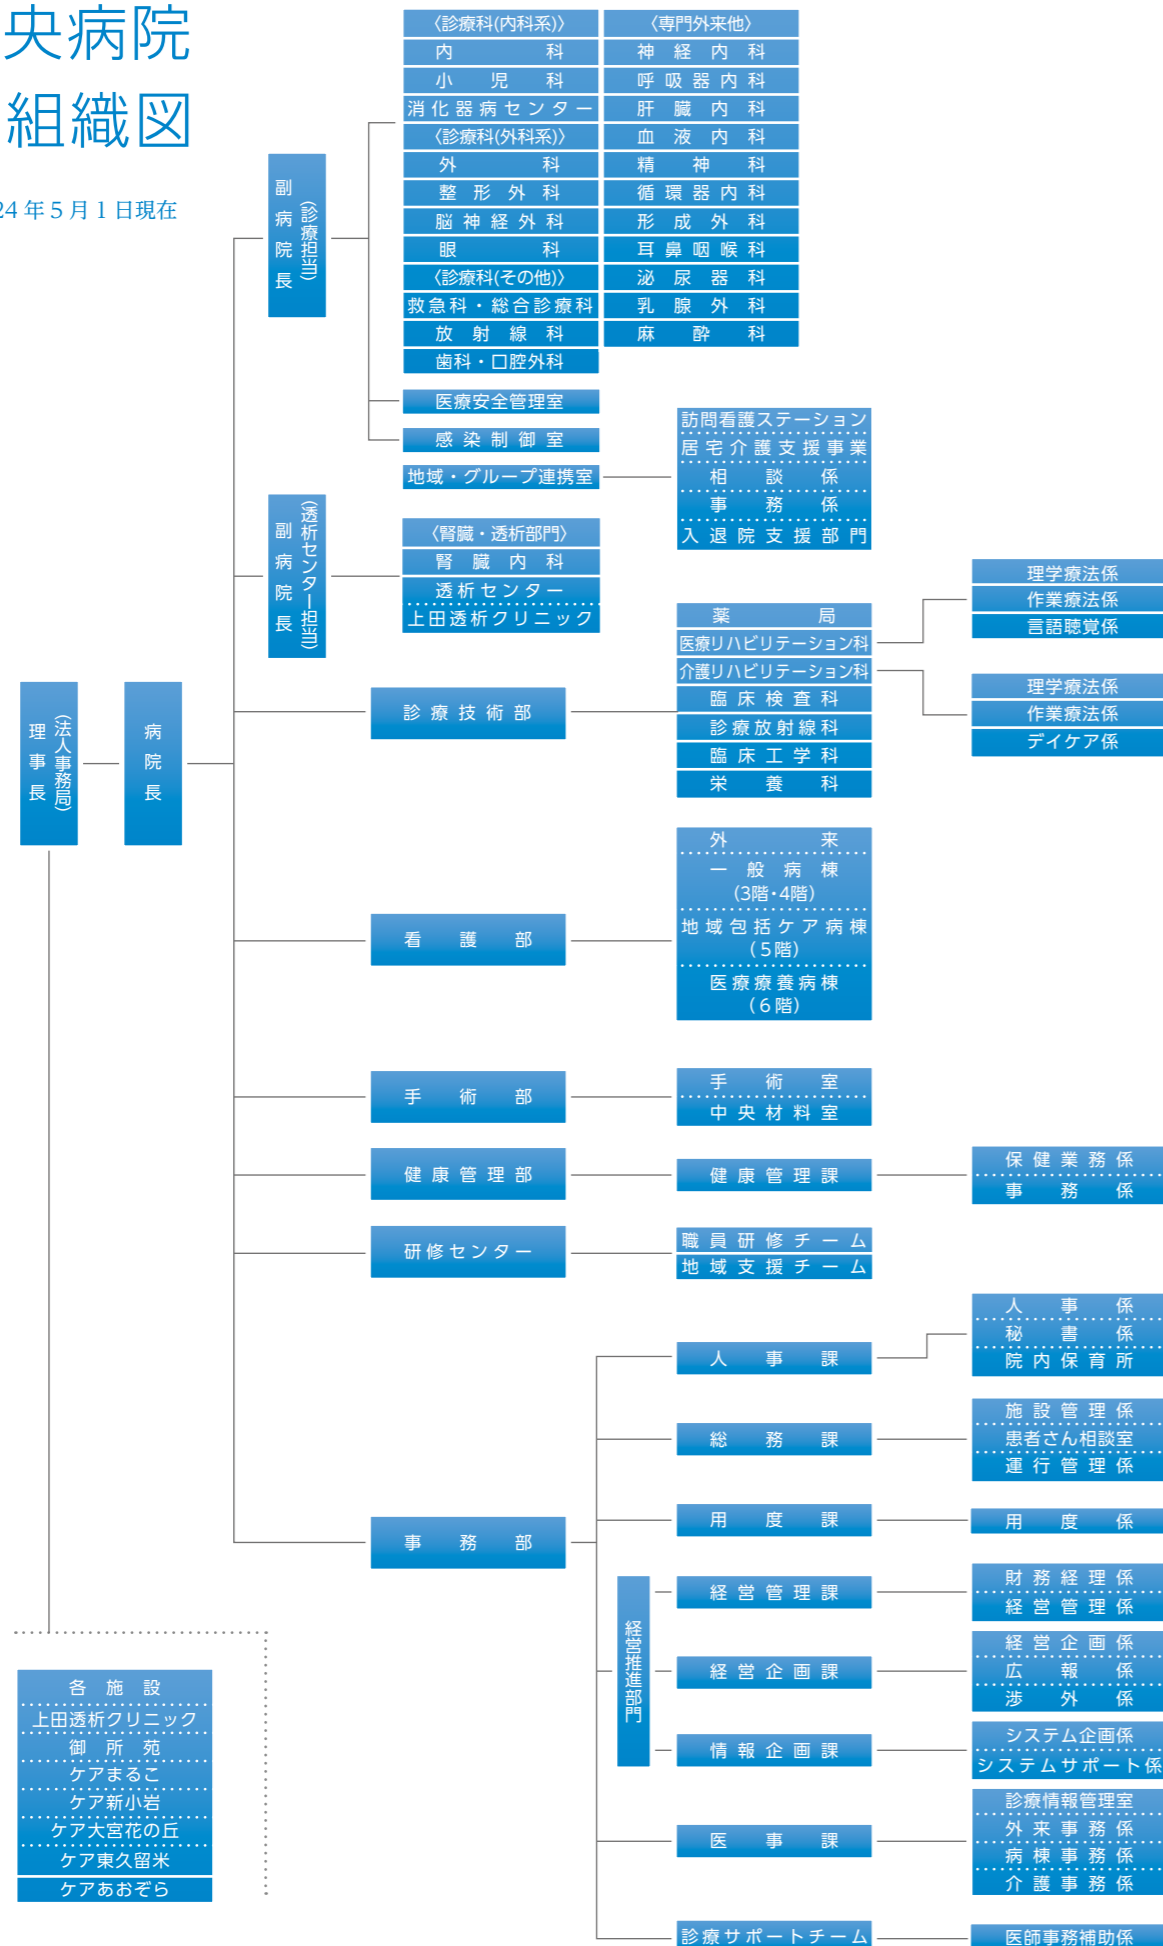 央病院
組織図
24年5月1日現在
〈診療科(内科系)〉
内科
小児科
消化器病センター
〈診療科(外科系)〉
外科
整形外科
脳神経外科
眼科
〈診療科(その他)〉
救急科・総合診療科
放射線科
歯科・口腔外科
〈専門外来他〉
神経内科
呼吸器内科
肝臓内科
血液内科
精神科
循環器内科
形成外科
耳鼻咽喉科
泌尿器科
乳腺外科
麻酔科
副病院長
(診療担当)
医療安全管理室
感染制御室
地域・グループ連携室
訪問看護ステーション
居宅介護支援事業
相談係
事務係
入退院支援部門
副病院長
(透析センター担当)
〈腎臓・透析部門〉
腎臓内科
透析センター
上田透析クリニック
理事長
(法人事務局)
病院長
診療技術部
薬局
医療リハビリテーション科
介護リハビリテーション科
臨床検査科
診療放射線科
臨床工学科
栄養科
理学療法係
作業療法係
言語聴覚係
理学療法係
作業療法係
デイケア係
看護部
外来
一般病棟
(3階・4階)
地域包括ケア病棟
(5階)
医療療養病棟
(6階)
手術部
手術室
中央材料室
健康管理部
健康管理課
保健業務係
事務係
研修センター
職員研修チーム
地域支援チーム
事務部
人事課
人事係
秘書係
院内保育所
総務課
施設管理係
患者さん相談室
運行管理係
用度課
用度係
経営推進部門
経営管理課
財務経理係
経営管理係
経営企画課
経営企画係
広報係
渉外係
情報企画課
システム企画係
システムサポート係
医事課
診療情報管理室
外来事務係
病棟事務係
介護事務係
診療サポートチーム
医師事務補助係
各施設
上田透析クリニック
御所苑
ケアまるこ
ケア新小岩
ケア大宮花の丘
ケア東久留米
ケアあおぞら